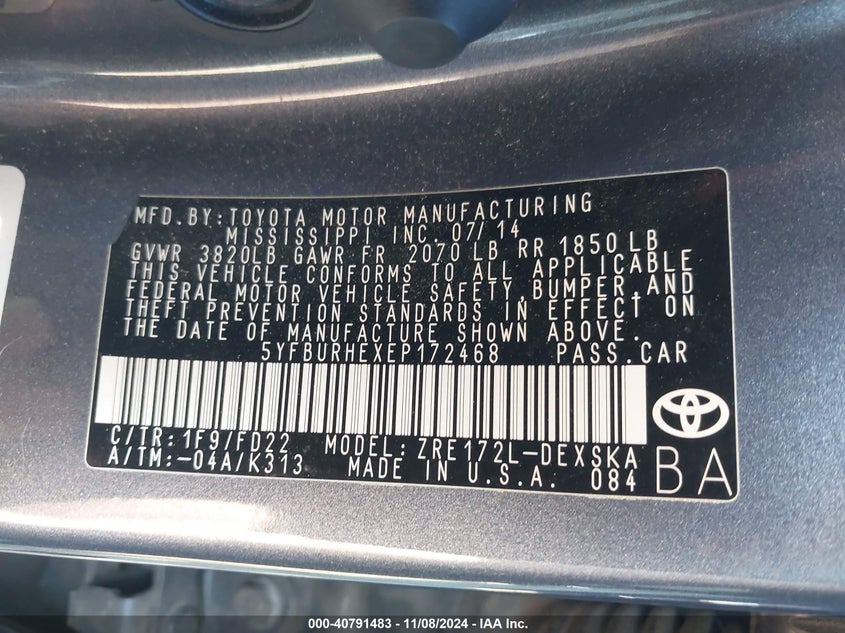 MFD.BY:TOYOTA MOTOR MANUFACTURING
MISSISSIPPI INC.07/14
GVWR 3820LB GAWR FR 2070 LB RR 1850 LB
THIS VEHICLE CONFORMS TO ALL APPLICABLE
FEDERAL MOTOR VEHICLE SAFETY,BUMPER,AND
THEFT PREVENTION STANDARDS IN EFFECT ON
THE DATE OF MANUFACTURE SHOWN ABOVE.
5YFBURHEXEP172468 PASS.CAR
C/TR:1F9/FD22 MODEL:ZRE172L-DEXSKA
A/TM:-04A/K313 MADE IN U.S.A. 084
BA
000-40791483 - 11/08/2024 - IAA Inc.